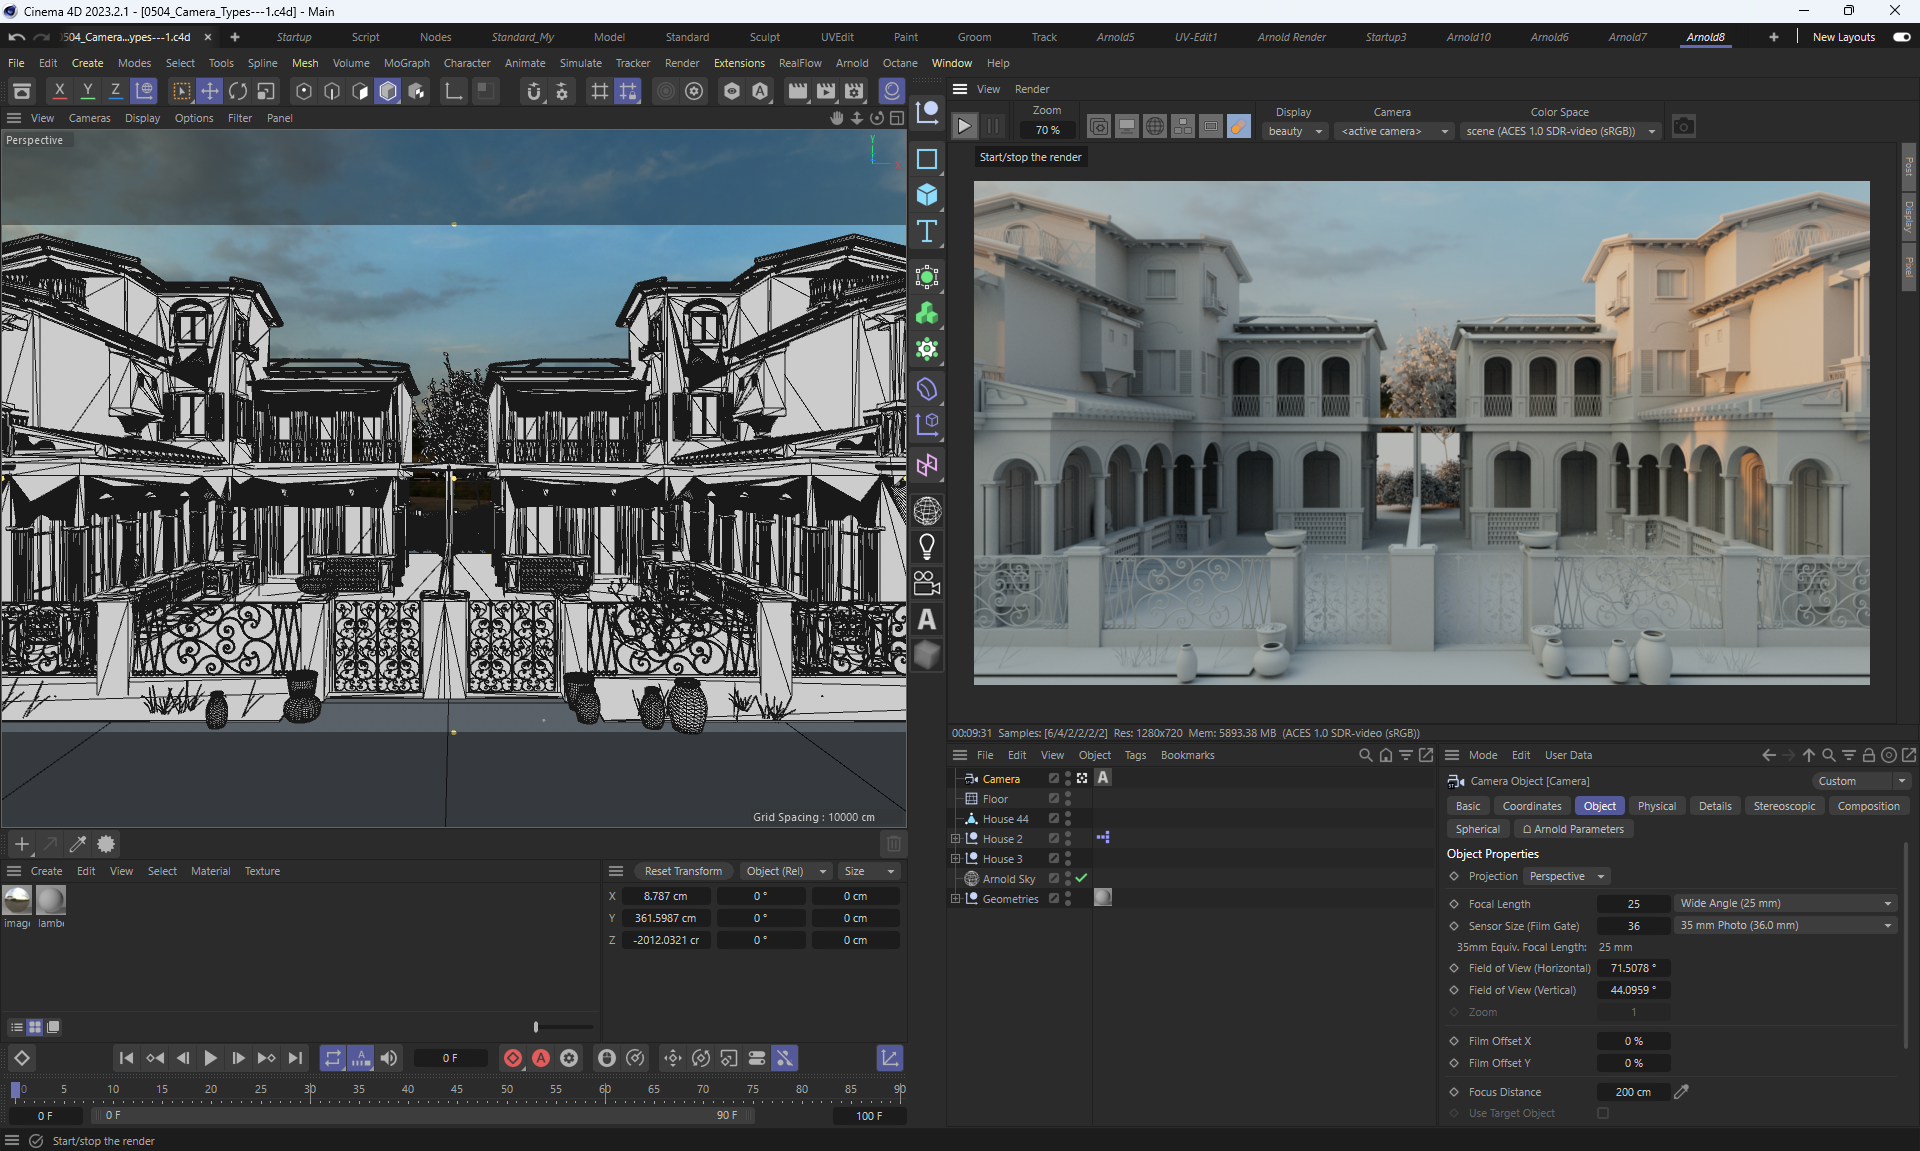 Cinema 4D 2023.2.1 - [0504_Camera_Types---1.c4d] - Main
504_Camera...ypes---1.c4d Startup Script Nodes Standard_My Model Standard Sculpt UVEdit Paint Groom Track Arnold5 UV-Edit1 Arnold Render Startup3 Arnold10 Arnold6 Arnold7 Arnold8 New Layouts
File Edit Create Modes Select Tools Spline Mesh Volume MoGraph Character Animate Simulate Tracker Render Extensions RealFlow Arnold Octane Window Help
X Y Z
View Cameras Display Options Filter Panel
Perspective
Y
Grid Spacing : 10000 cm
View Render
Zoom Display Camera Color Space
70 % beauty <active camera> scene (ACES 1.0 SDR-video (sRGB))
Start/stop the render
Post
Display
Pixel
00:09:31 Samples: [6/4/2/2/2/2] Res: 1280x720 Mem: 5893.38 MB (ACES 1.0 SDR-video (sRGB))
File Edit View Object Tags Bookmarks
Camera
Floor
House 44
House 2
House 3
Arnold Sky
Geometries
Mode Edit User Data
Camera Object [Camera] Custom
Basic Coordinates Object Physical Details Stereoscopic Composition
Spherical Arnold Parameters
Object Properties
Projection Perspective
Focal Length 25 Wide Angle (25 mm)
Sensor Size (Film Gate) 36 35 mm Photo (36.0 mm)
35mm Equiv. Focal Length: 25 mm
Field of View (Horizontal) 71.5078 °
Field of View (Vertical) 44.0959 °
Zoom 1
Film Offset X 0 %
Film Offset Y 0 %
Focus Distance 200 cm
Use Target Object
Create Edit View Select Material Texture
imag lambe
Reset Transform Object (Rel) Size
X 8.787 cm 0 ° 0 cm
Y 361.5987 cm 0 ° 0 cm
Z -2012.0321 cr 0 ° 0 cm
0 F
0 5 10 15 20 25 30 35 40 45 50 55 60 65 70 75 80 85 90
0 F 0 F 90 F 100 F
Start/stop the render